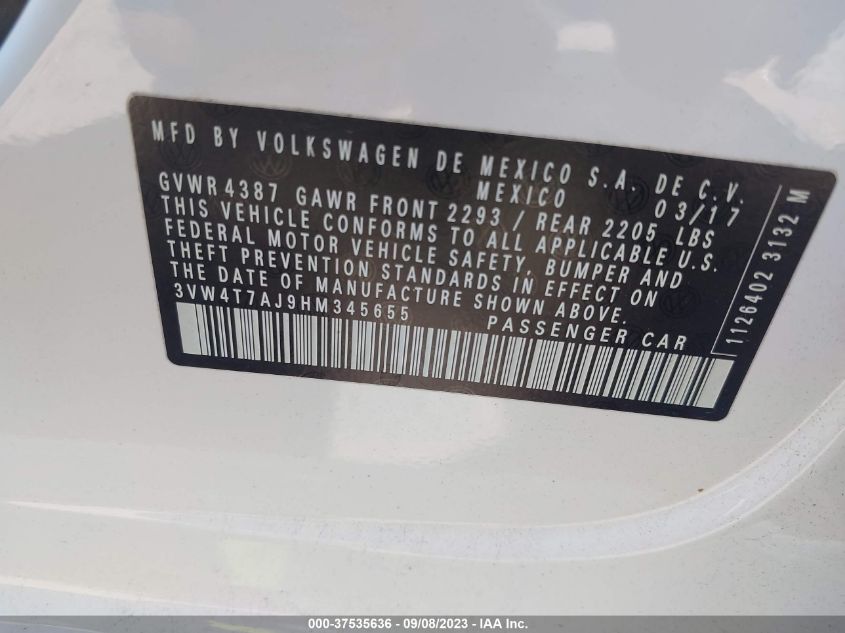 MFD BY VOLKSWAGEN DE MEXICO S.A. DE C.V.
MEXICO 03/17
GVWR 4387 GAWR FRONT 2293 / REAR 2205 LBS
THIS VEHICLE CONFORMS TO ALL APPLICABLE U.S.
FEDERAL MOTOR VEHICLE SAFETY, BUMPER AND
THEFT PREVENTION STANDARDS IN EFFECT ON
THE DATE OF MANUFACTURE SHOWN ABOVE.
3VW4T7AJ9HM345655 PASSENGER CAR
1126402 3132 M
000-37535636 - 09/08/2023 - IAA Inc.